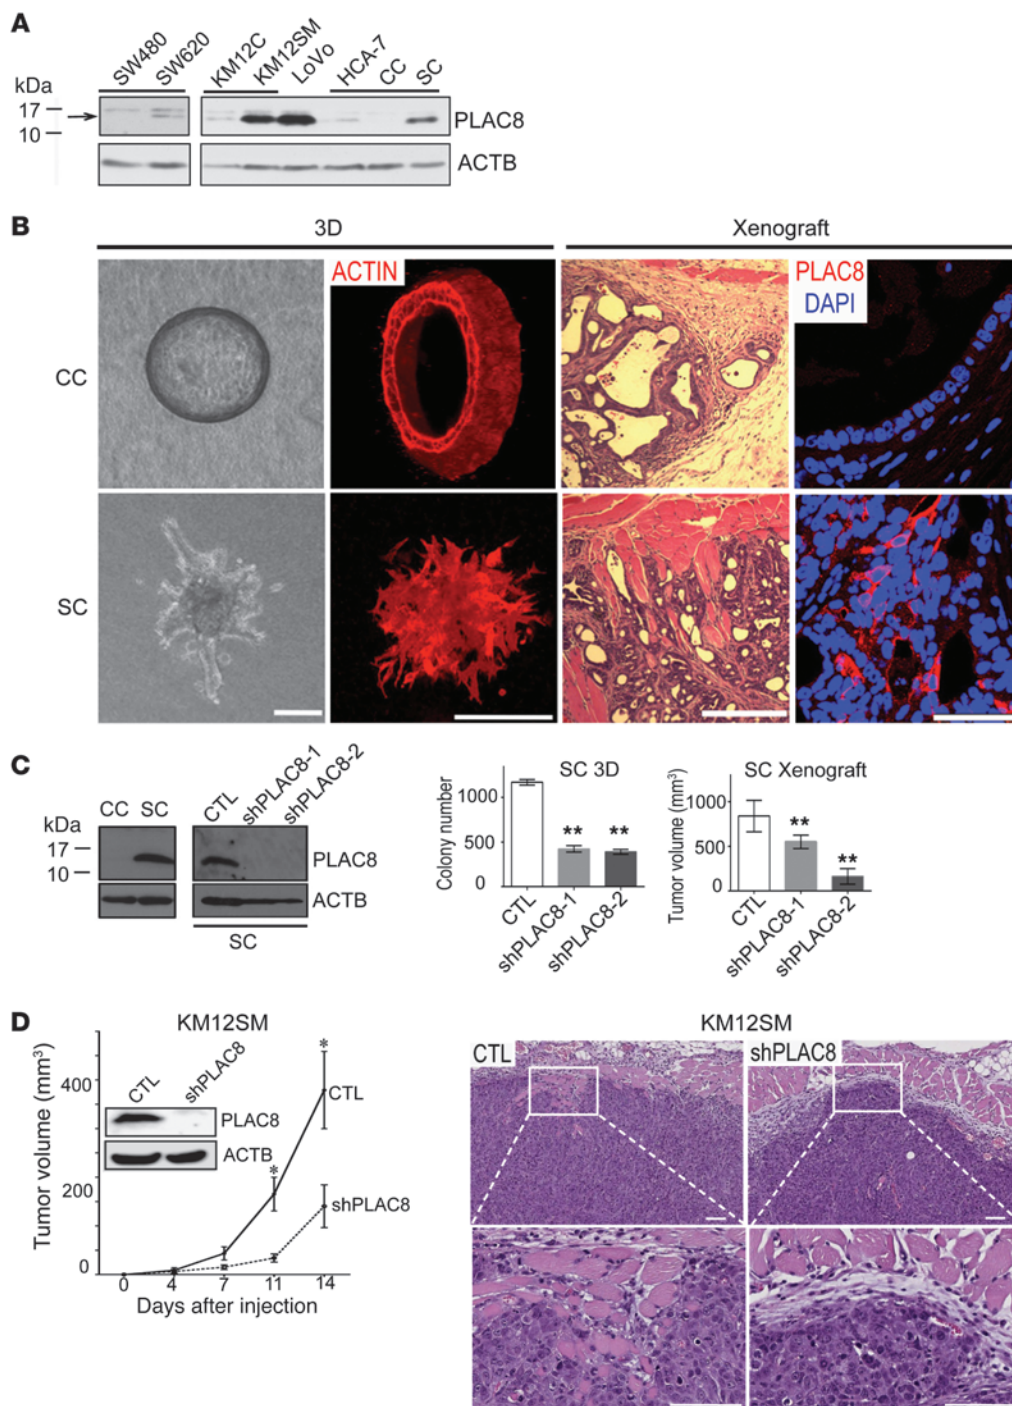 A
SW480 SW620 KM12C KM12SM LoVo HCA-7 CC SC
kDa
17
10
PLAC8
ACTB
B
3D Xenograft
ACTIN
PLAC8
DAPI
CC
SC
C
CC SC CTL shPLAC8-1 shPLAC8-2
kDa
17
10
PLAC8
ACTB
SC
SC 3D
Colony number
1000
500
0
CTL shPLAC8-1 shPLAC8-2
** **
SC Xenograft
Tumor volume (mm³)
1000
500
0
CTL shPLAC8-1 shPLAC8-2
** **
D
KM12SM
Tumor volume (mm³)
400
200
0
CTL shPLAC8
PLAC8
ACTB
*
CTL
*
shPLAC8
0 4 7 11 14
Days after injection
KM12SM
CTL shPLAC8